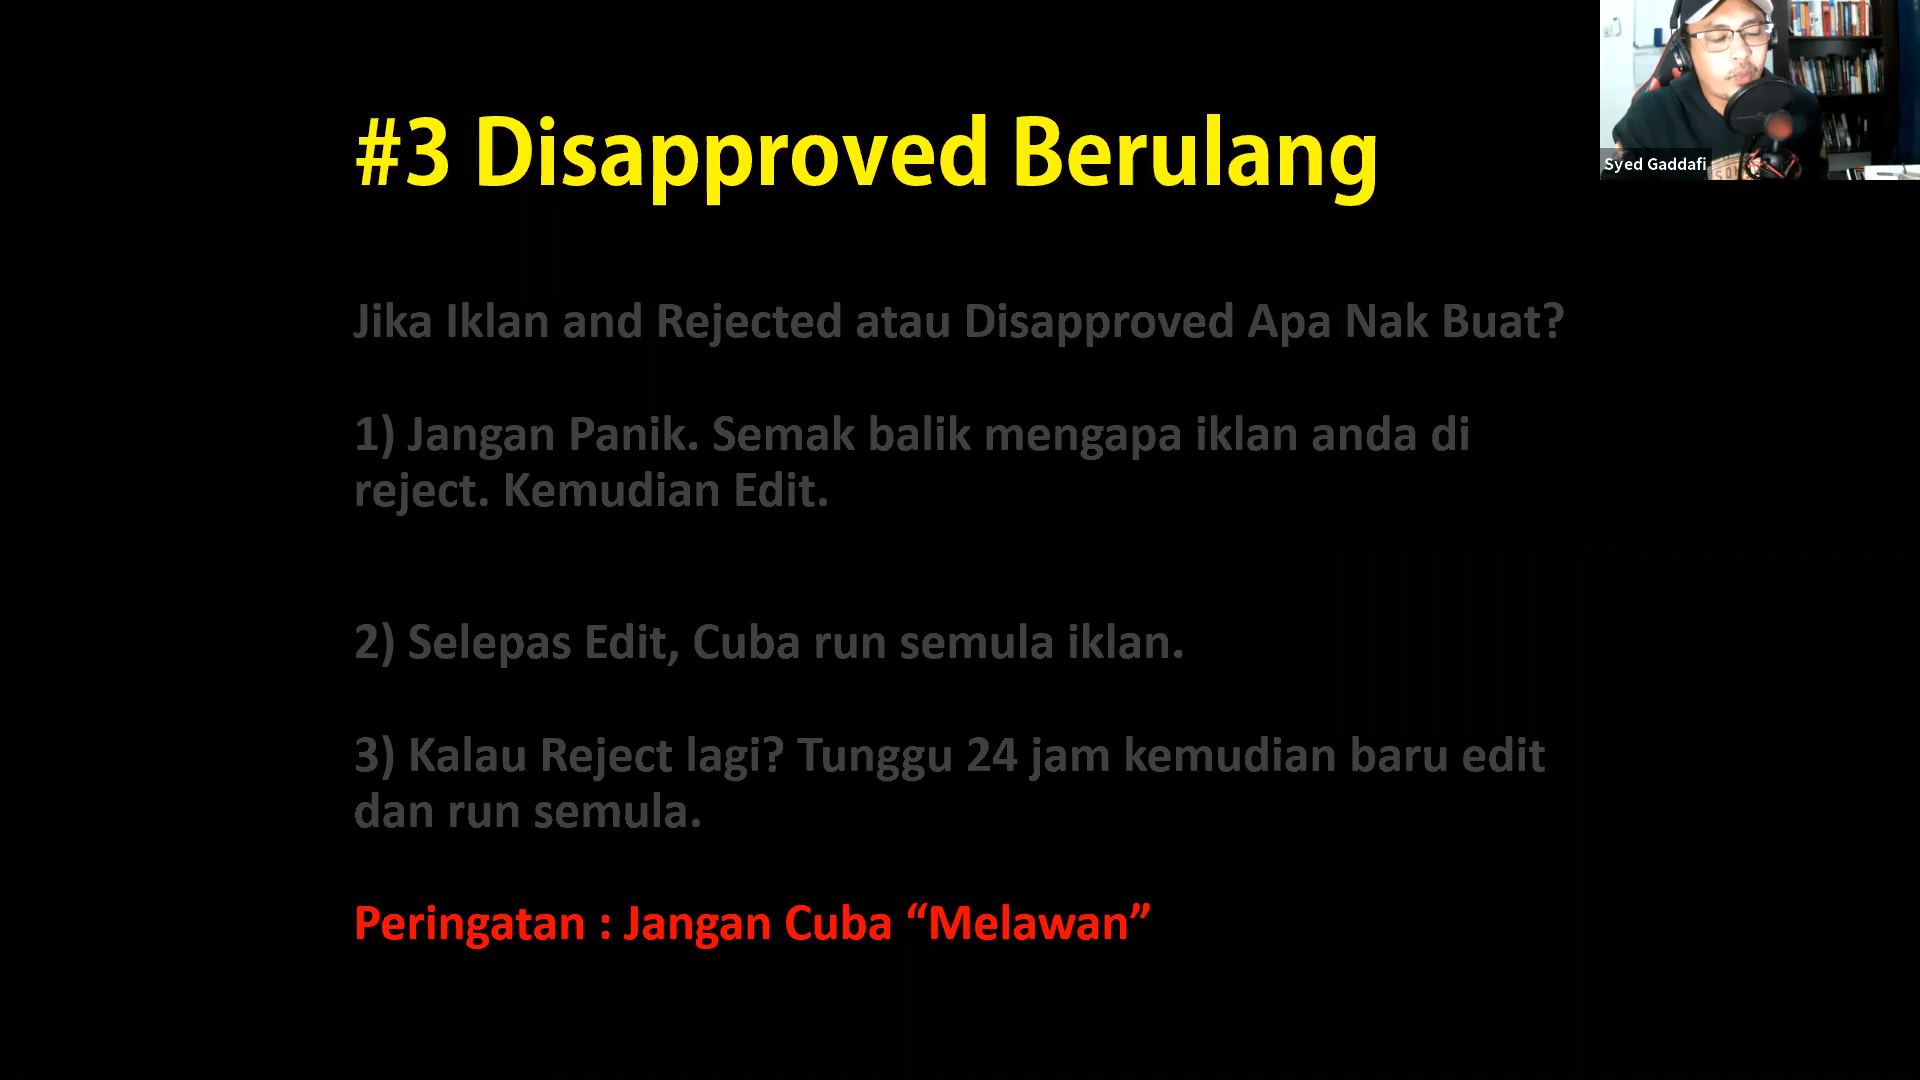 #3 Disapproved Berulang
Syed Gaddafi
Jika Iklan and Rejected atau Disapproved Apa Nak Buat?
1) Jangan Panik. Semak balik mengapa iklan anda di
reject. Kemudian Edit.
2) Selepas Edit, Cuba run semula iklan.
3) Kalau Reject lagi? Tunggu 24 jam kemudian baru edit
dan run semula.
Peringatan : Jangan Cuba “Melawan”